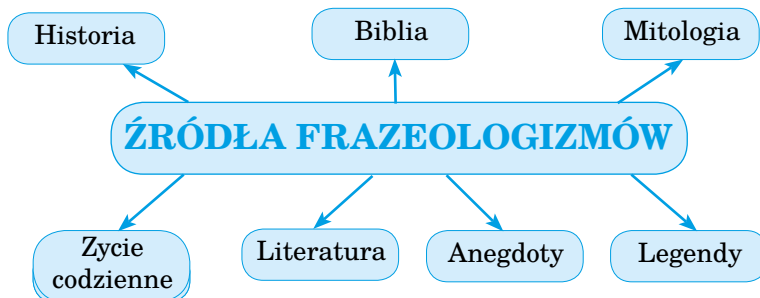 Historia
Biblia
Mitologia
ŹRÓDŁA FRAZEOLOGIZMÓW
Zycie
codzienne
Literatura
Anegdoty
Legendy